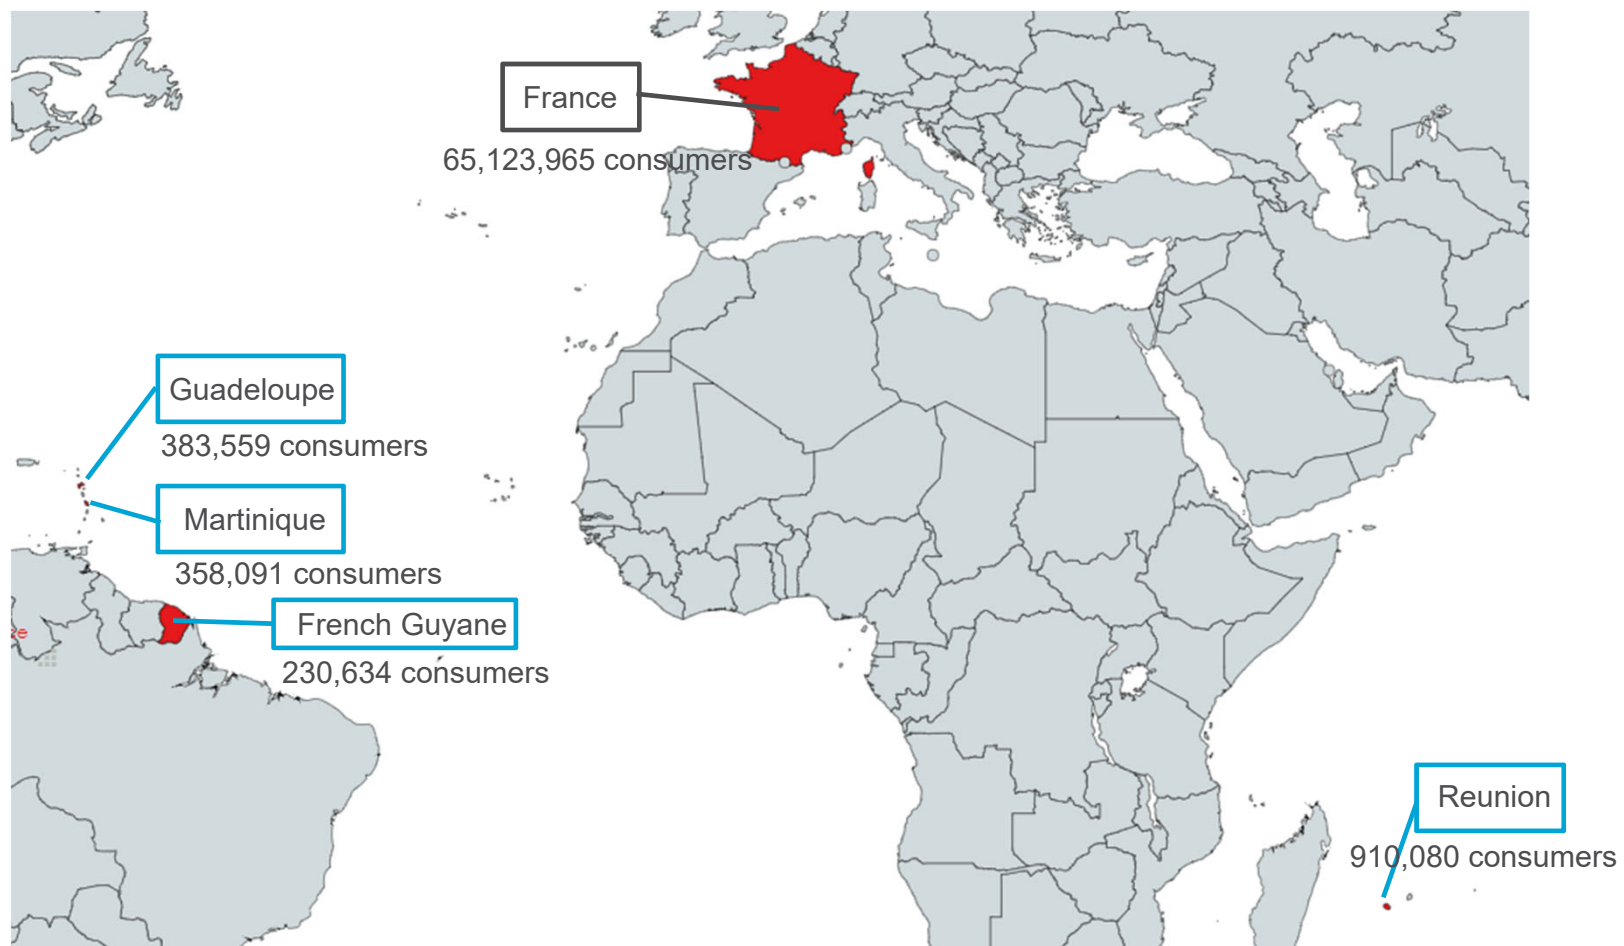 France
65,123,965 consumers
Guadeloupe
383,559 consumers
Martinique
358,091 consumers
French Guyane
230,634 consumers
Reunion
910,080 consumers